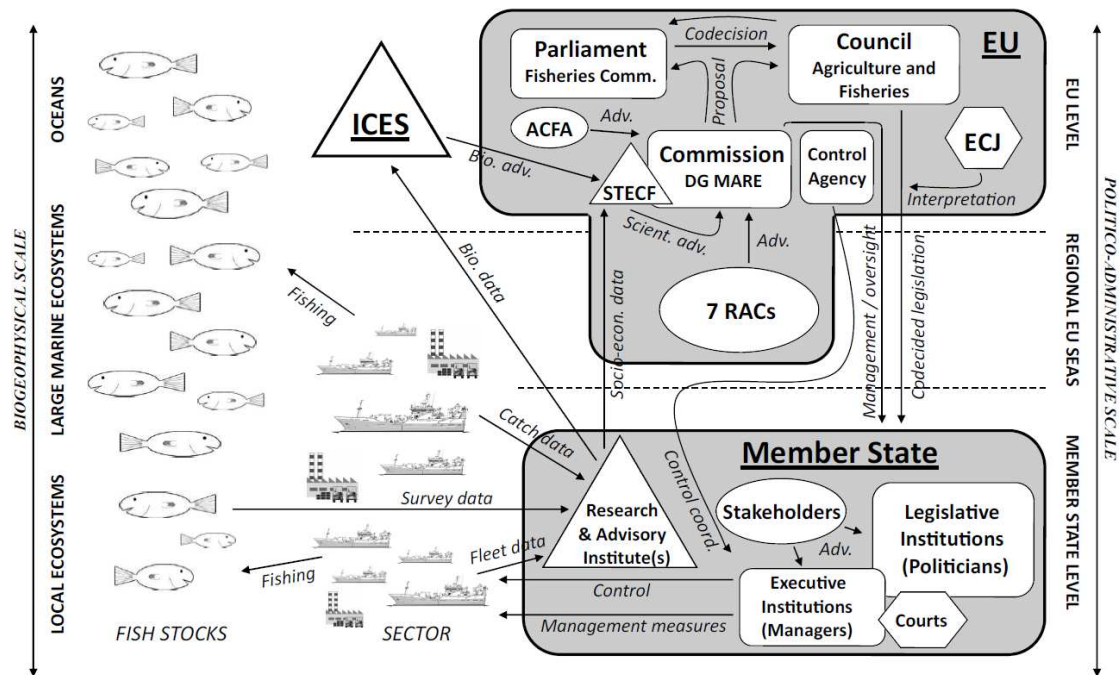 BIOGEOPHYSICAL SCALE
OCEANS
LARGE MARINE ECOSYSTEMS
LOCAL ECOSYSTEMS
FISH STOCKS
SECTOR
Fishing
Fishing
Catch data
Survey data
Fleet data
Bio. data
Socio-econ. data
ICES
Bio. adv.
EU
Parliament
Fisheries Comm.
Codecision
Council
Agriculture and
Fisheries
Proposal
ACFA
Adv.
Commission
DG MARE
STECF
Scient. adv.
Control
Agency
ECJ
Interpretation
Adv.
7 RACs
Management / oversight
Codecided legislation
Control coord.
Member State
Research
& Advisory
Institute(s)
Stakeholders
Adv.
Legislative
Institutions
(Politicians)
Executive
Institutions
(Managers)
Courts
Control
Management measures
EU LEVEL
REGIONAL EU SEAS
MEMBER STATE LEVEL
POLITICO-ADMINISTRATIVE SCALE